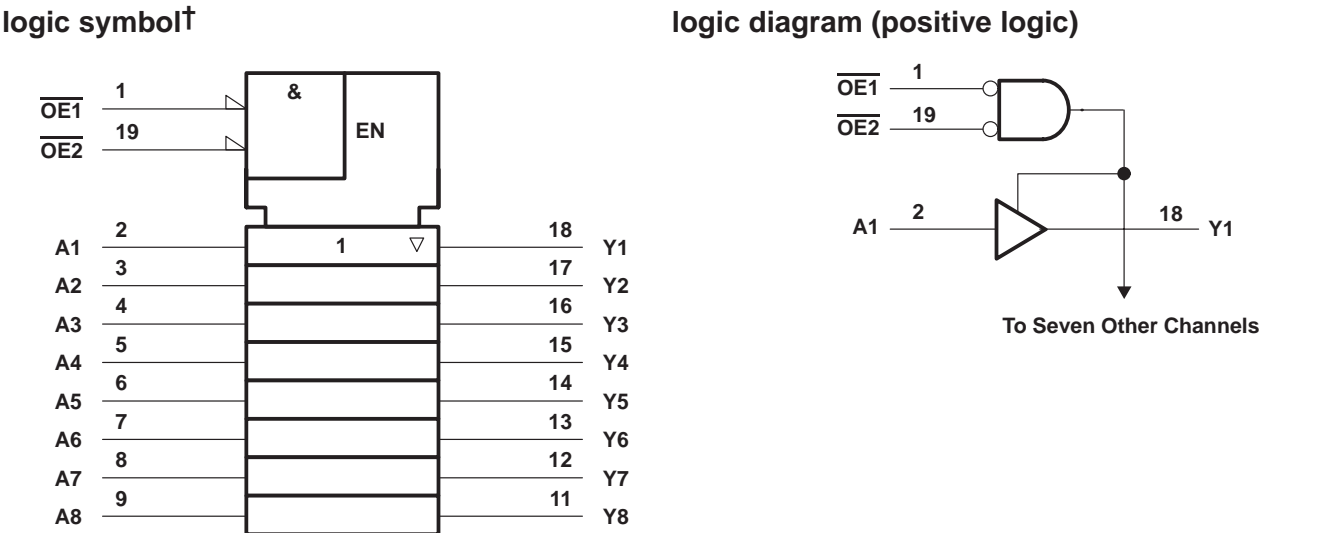 logic symbol†
&
EN
OE1 1
OE2 19
A1 2 1 18 Y1
A2 3 17 Y2
A3 4 16 Y3
A4 5 15 Y4
A5 6 14 Y5
A6 7 13 Y6
A7 8 12 Y7
A8 9 11 Y8
logic diagram (positive logic)
OE1 1
OE2 19
A1 2 18 Y1
To Seven Other Channels